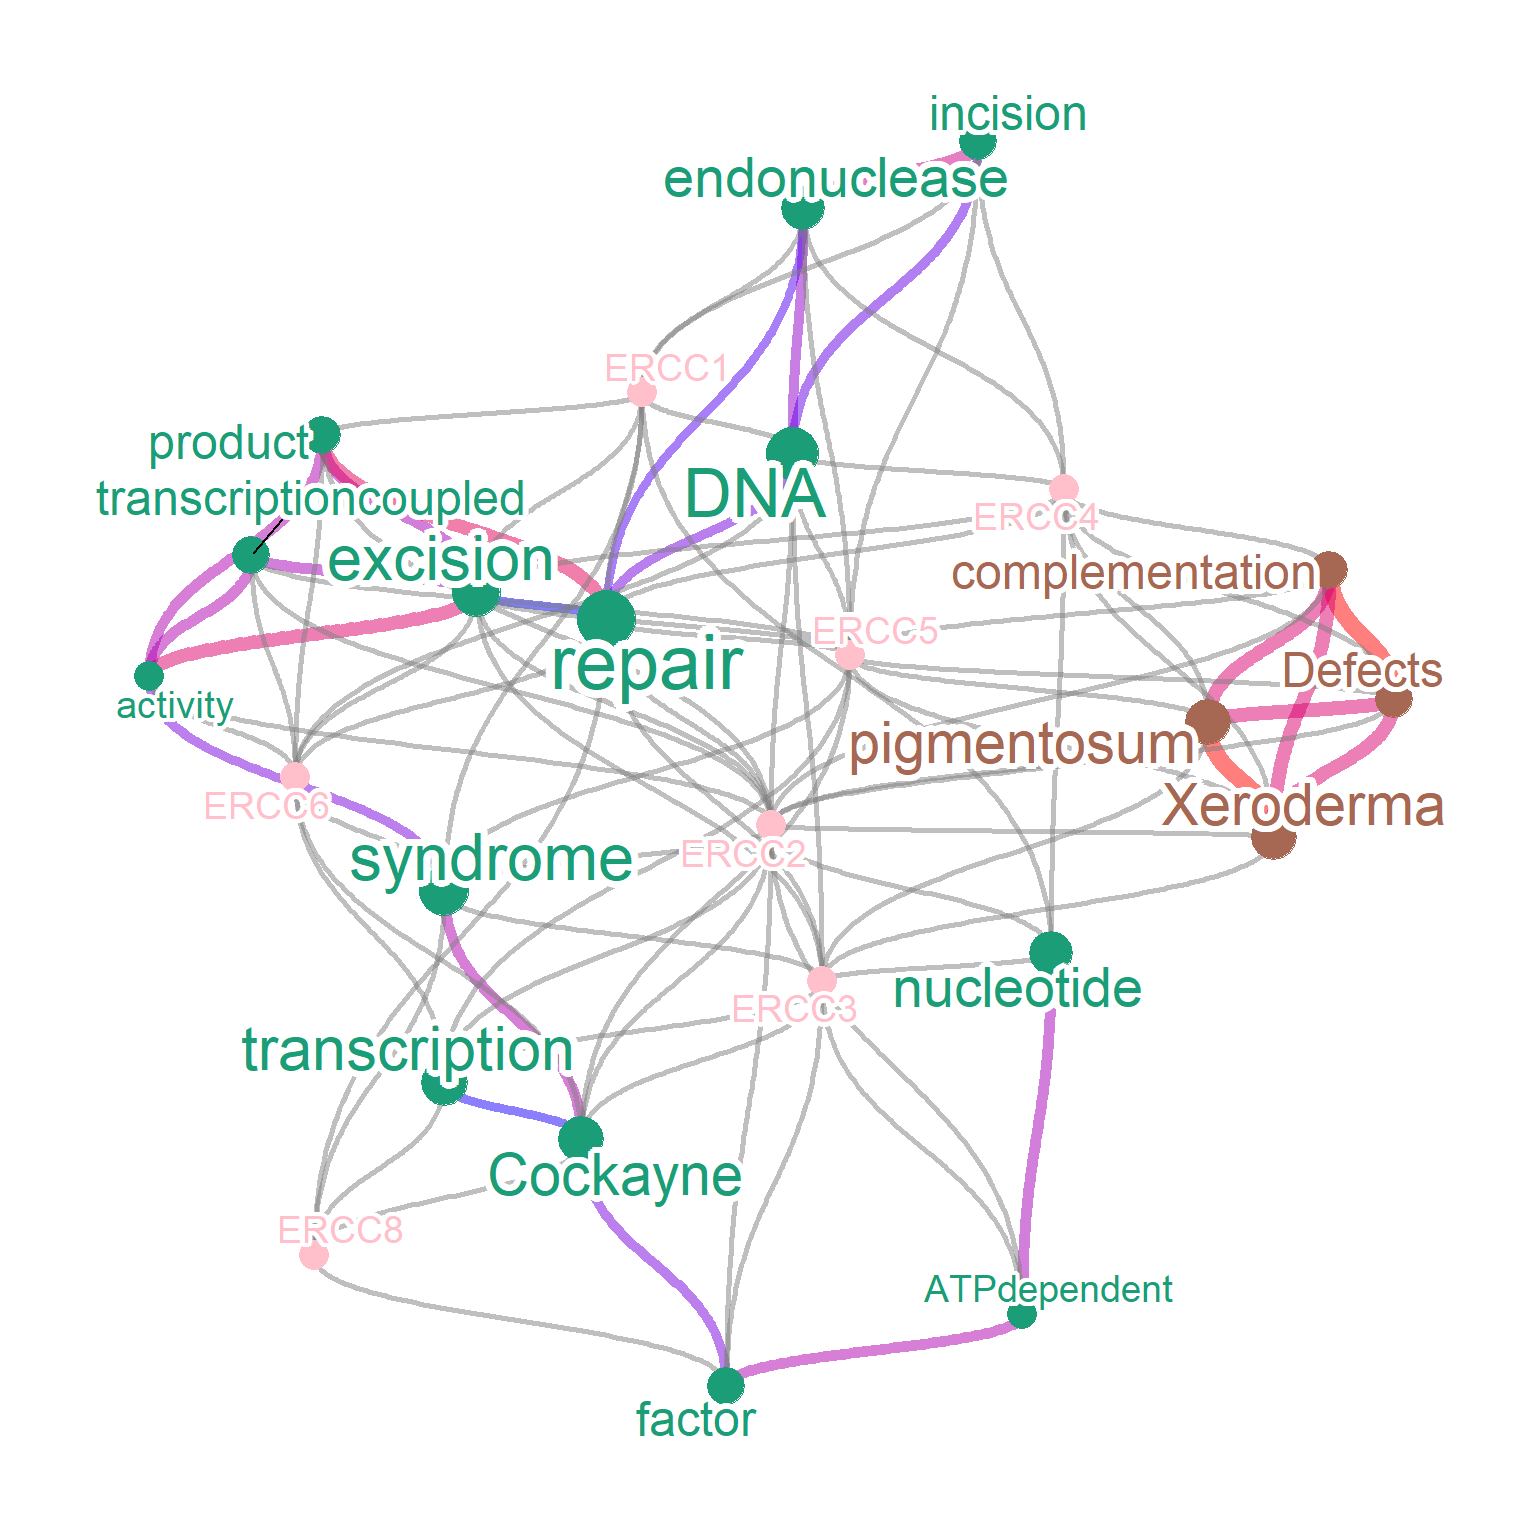 incision
endonuclease
ERCC1
product
transcriptioncoupled
DNA
ERCC4
excision
complementation
ERCC5
repair
Defects
activity
pigmentosum
ERCC6
Xeroderma
syndrome
ERCC2
nucleotide
ERCC3
transcription
Cockayne
ERCC8
ATPdependent
factor